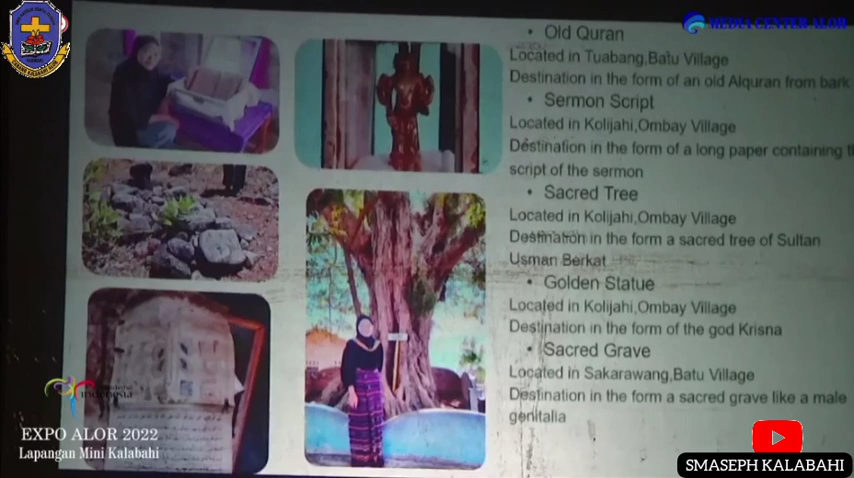 MEDIA CENTER ALOR
• Old Quran
Located in Tuabang,Batu Village
Destination in the form of an old Alquran from bark
• Sermon Script
Located in Kolijahi,Ombay Village
Destination in the form of a long paper containing th
script of the sermon
• Sacred Tree
Located in Kolijahi,Ombay Village
Destination in the form a sacred tree of Sultan
Usman Berkat
• Golden Statue
Located in Kolijahi,Ombay Village
Destination in the form of the god Krisna
• Sacred Grave
Located in Sakarawang,Batu Village
Destination in the form a sacred grave like a male
genitalia
indonesia
EXPO ALOR 2022
Lapangan Mini Kalabahi
SMASEPH KALABAHI